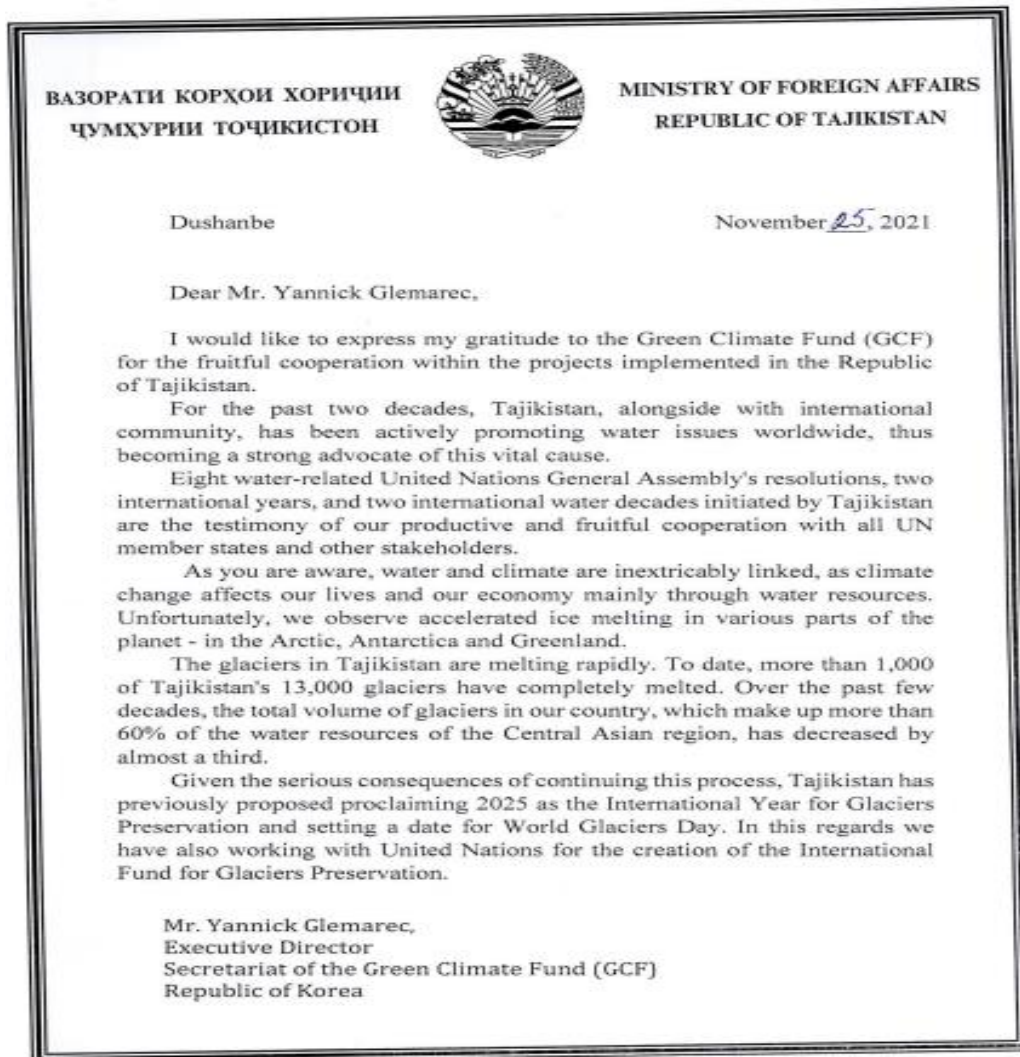 ВАЗОРАТИ КОРҲОИ ХОРИҶИИ
ҶУМҲУРИИ ТОҶИКИСТОН
MINISTRY OF FOREIGN AFFAIRS
REPUBLIC OF TAJIKISTAN
Dushanbe
November 25, 2021
Dear Mr. Yannick Glemarec,
I would like to express my gratitude to the Green Climate Fund (GCF)
for the fruitful cooperation within the projects implemented in the Republic
of Tajikistan.
For the past two decades, Tajikistan, alongside with international
community, has been actively promoting water issues worldwide, thus
becoming a strong advocate of this vital cause.
Eight water-related United Nations General Assembly's resolutions, two
international years, and two international water decades initiated by Tajikistan
are the testimony of our productive and fruitful cooperation with all UN
member states and other stakeholders.
As you are aware, water and climate are inextricably linked, as climate
change affects our lives and our economy mainly through water resources.
Unfortunately, we observe accelerated ice melting in various parts of the
planet - in the Arctic, Antarctica and Greenland.
The glaciers in Tajikistan are melting rapidly. To date, more than 1,000
of Tajikistan's 13,000 glaciers have completely melted. Over the past few
decades, the total volume of glaciers in our country, which make up more than
60% of the water resources of the Central Asian region, has decreased by
almost a third.
Given the serious consequences of continuing this process, Tajikistan has
previously proposed proclaiming 2025 as the International Year for Glaciers
Preservation and setting a date for World Glaciers Day. In this regards we
have also working with United Nations for the creation of the International
Fund for Glaciers Preservation.
Mr. Yannick Glemarec,
Executive Director
Secretariat of the Green Climate Fund (GCF)
Republic of Korea